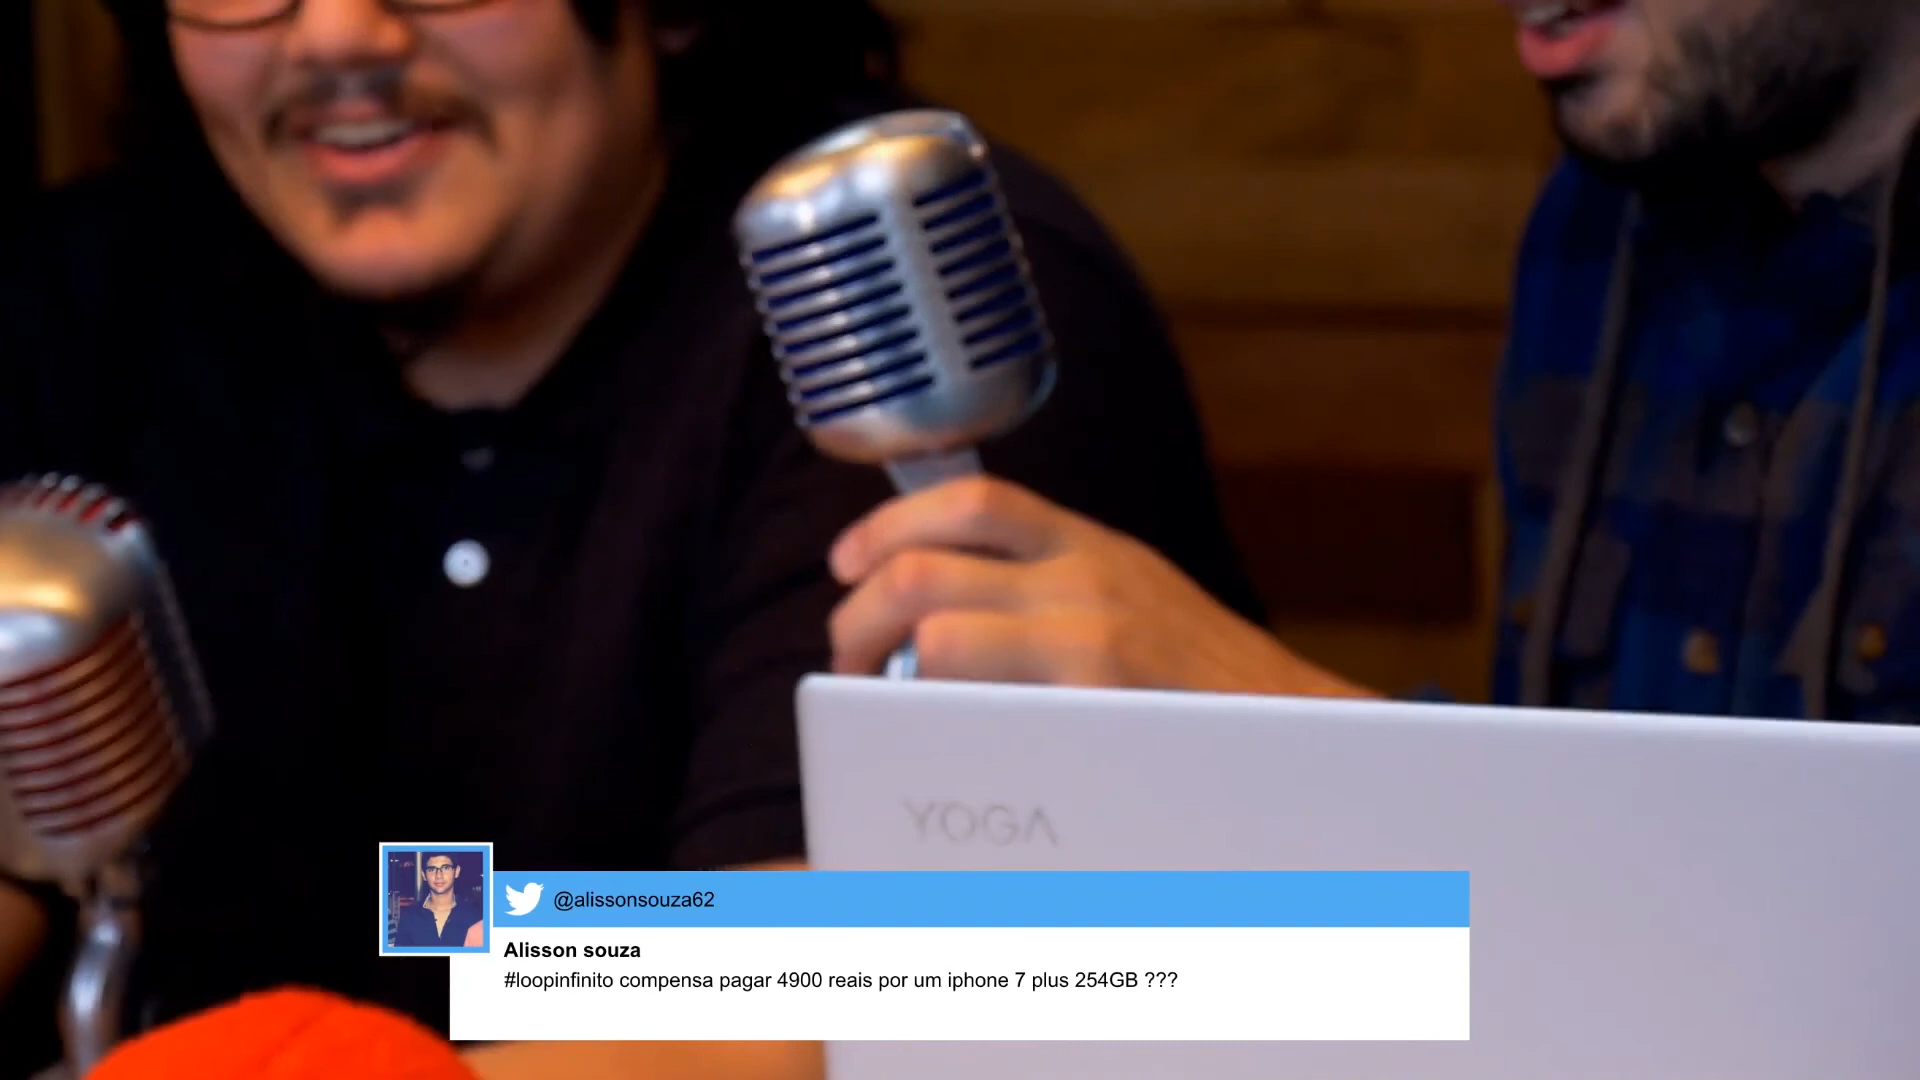 YOGA
@alissonsouza62
Alisson souza
#loopinfinito compensa pagar 4900 reais por um iphone 7 plus 254GB ???